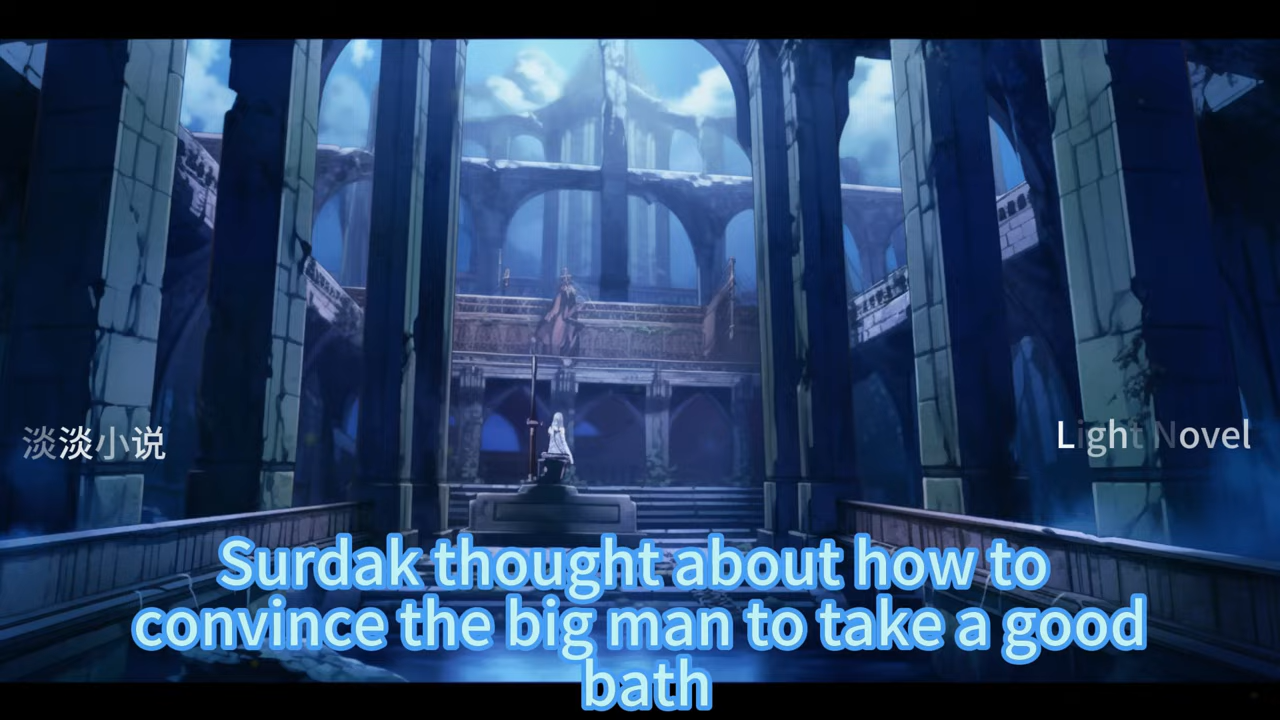 淡淡小说
Light Novel
Surdak thought about how to
convince the big man to take a good
bath